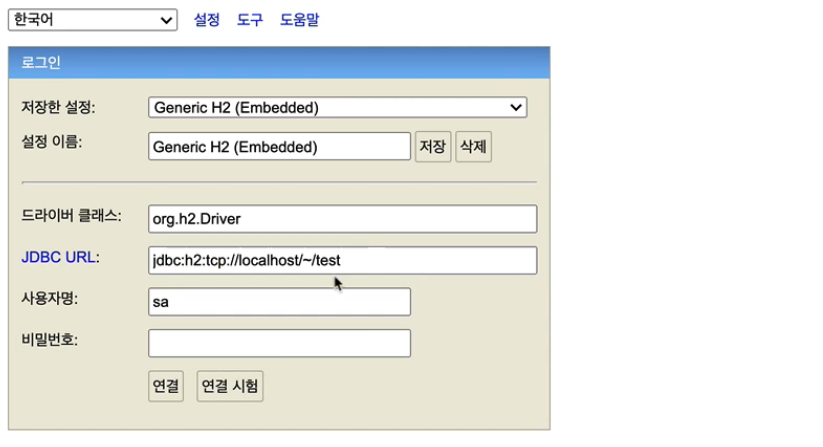 한국어 설정 도구 도움말
로그인
저장한 설정: Generic H2 (Embedded)
설정 이름: Generic H2 (Embedded) 저장 삭제
드라이버 클래스: org.h2.Driver
JDBC URL: jdbc:h2:tcp://localhost/~/test
사용자명: sa
비밀번호:
연결 연결 시험